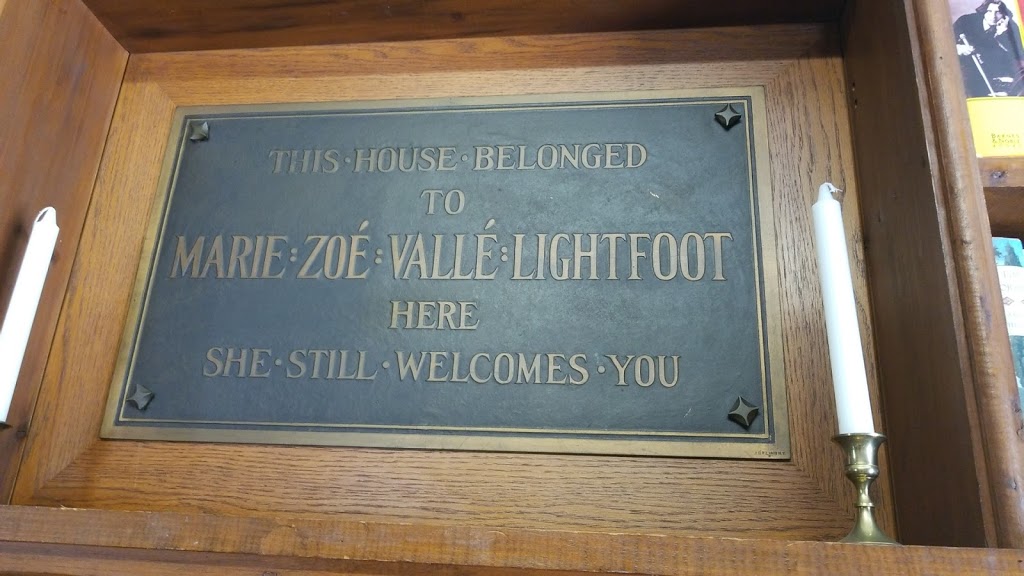 THIS·HOUSE·BELONGED
TO
MARIE:ZOÉ:VALLÉ:LIGHTFOOT
HERE
SHE·STILL·WELCOMES·YOU